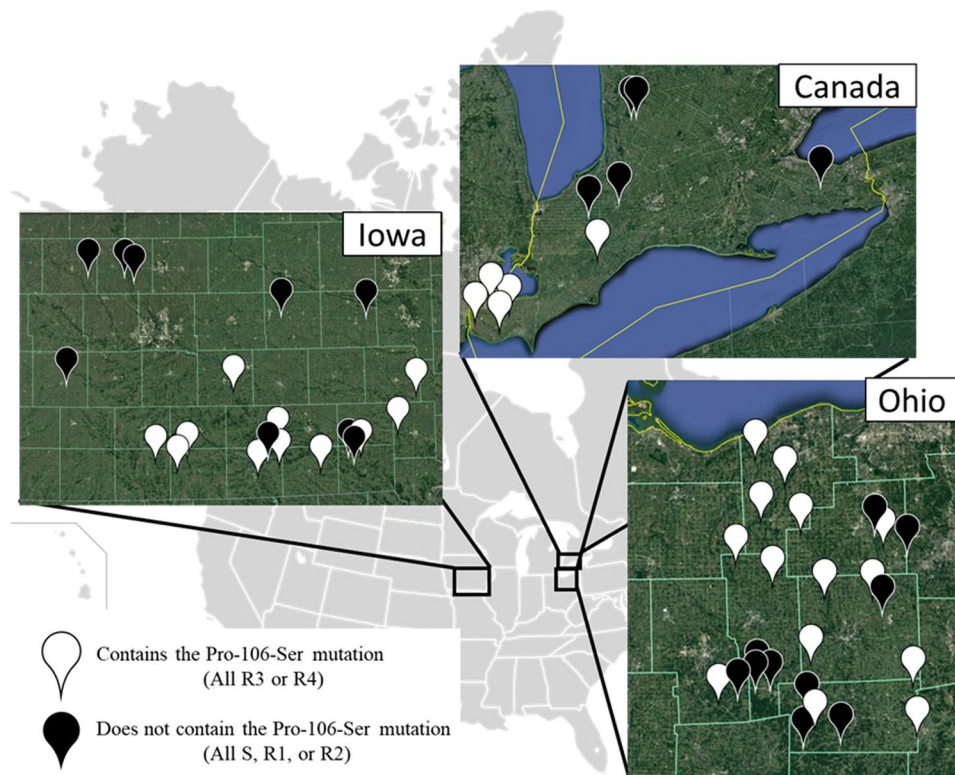 Canada
Iowa
Ohio
Contains the Pro-106-Ser mutation
(All R3 or R4)
Does not contain the Pro-106-Ser mutation
(All S, R1, or R2)